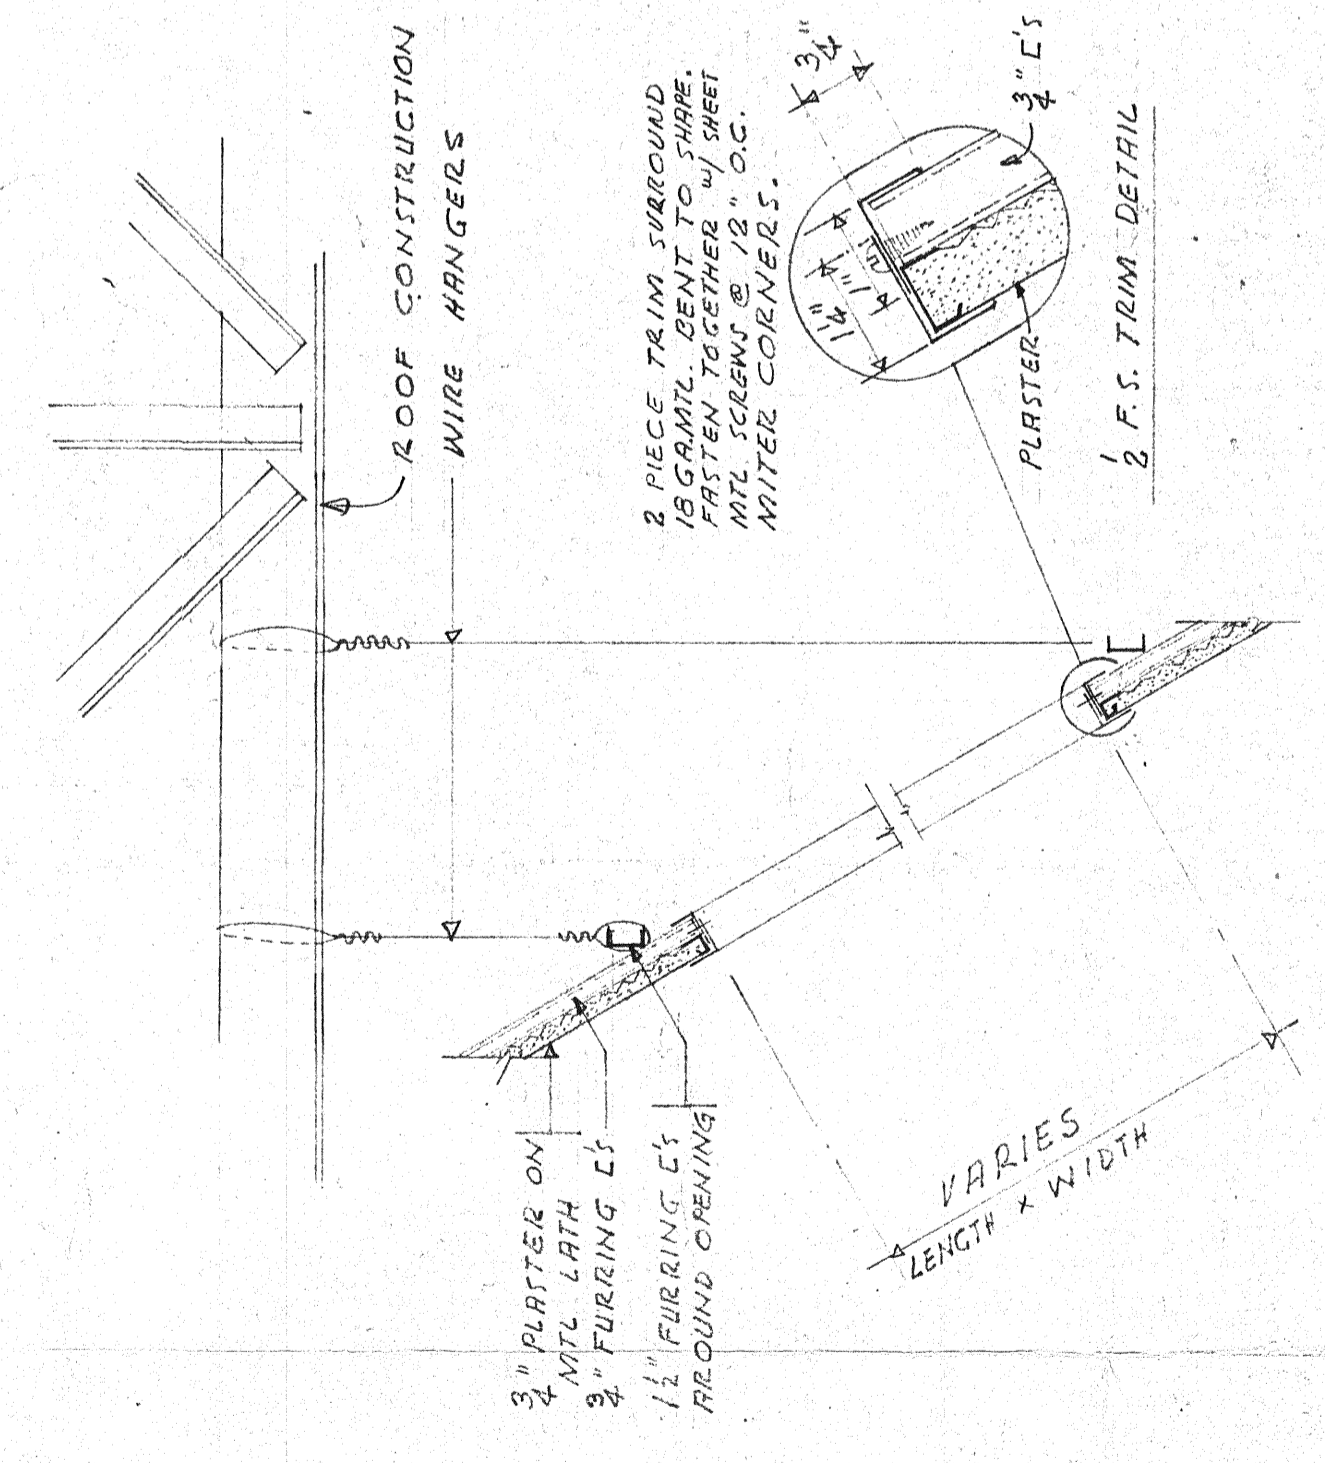 ROOF CONSTRUCTION
WIRE HANGERS
2 PIECE TRIM SURROUND
18 GA. MTL. BENT TO SHAPE.
FASTEN TOGETHER w/ SHEET
MTL SCREWS @ 12" O.C.
MITER CORNERS.
3/4"
1"
1 1/4"
3/4" ["S
PLASTER
1/2 F.S. TRIM DETAIL
3/4" PLASTER ON
MTL LATH
3/4" FURRING ['S
1 1/2" FURRING ['S
AROUND OPENING
VARIES
LENGTH x WIDTH